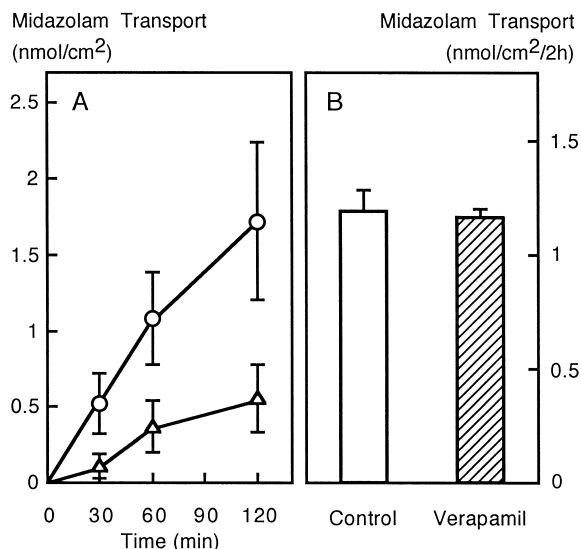 Midazolam Transport
(nmol/cm2)
Midazolam Transport
(nmol/cm2/2h)
A
2.5
2
1.5
1
0.5
0
0 30 60 90 120
Time (min)
B
1.5
1
0.5
0
Control Verapamil